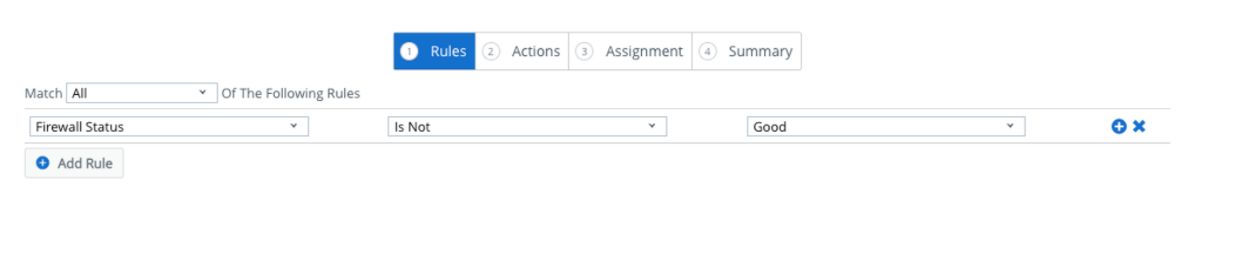 1 Rules 2 Actions 3 Assignment 4 Summary
Match All Of The Following Rules
Firewall Status Is Not Good
Add Rule